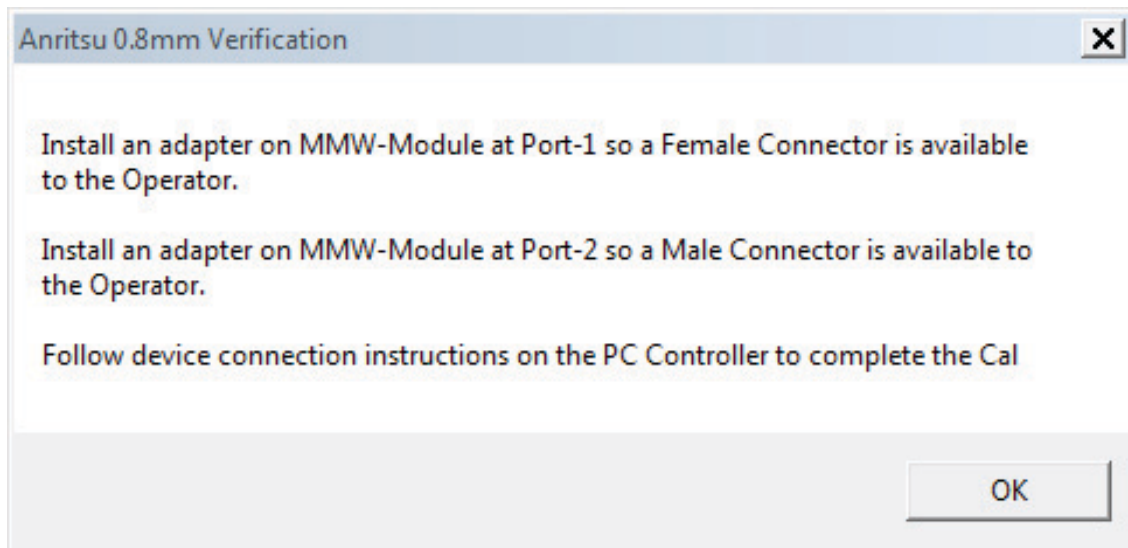 Anritsu 0.8mm Verification
Install an adapter on MMW-Module at Port-1 so a Female Connector is available
to the Operator.
Install an adapter on MMW-Module at Port-2 so a Male Connector is available to
the Operator.
Follow device connection instructions on the PC Controller to complete the Cal
OK